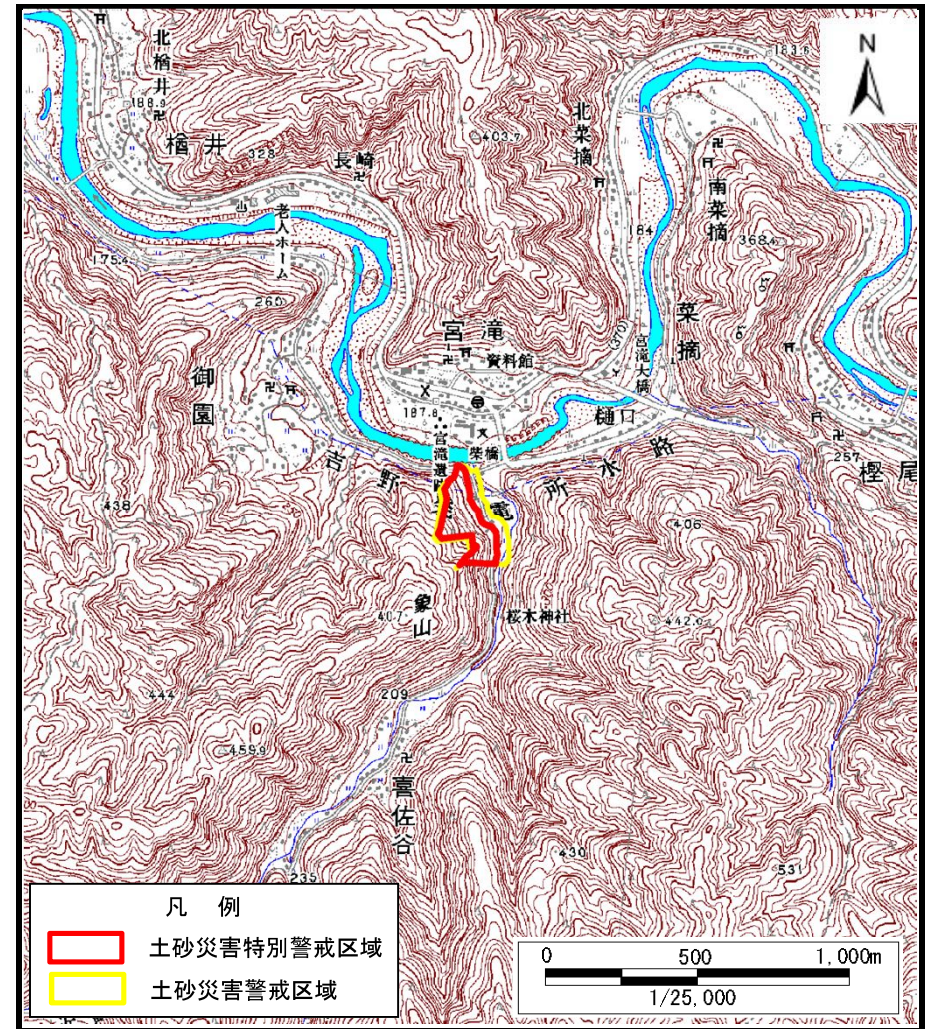 N
北楢井
183.6
188.9
楢井
328
長崎
403.7
北菜摘
南菜摘
184
368.4
老人ホーム
175.4
260
宮滝
資料館
(370)
宮滝大橋
菜摘
御園
187.8
樋口
宮滝遺跡
柴橋
吉野
電所水路
257
樫尾
438
406
象山
407
桜木神社
442.0
444
209
459.9
喜佐谷
430
531
235
凡 例
土砂災害特別警戒区域
土砂災害警戒区域
0 500 1,000m
1/25,000